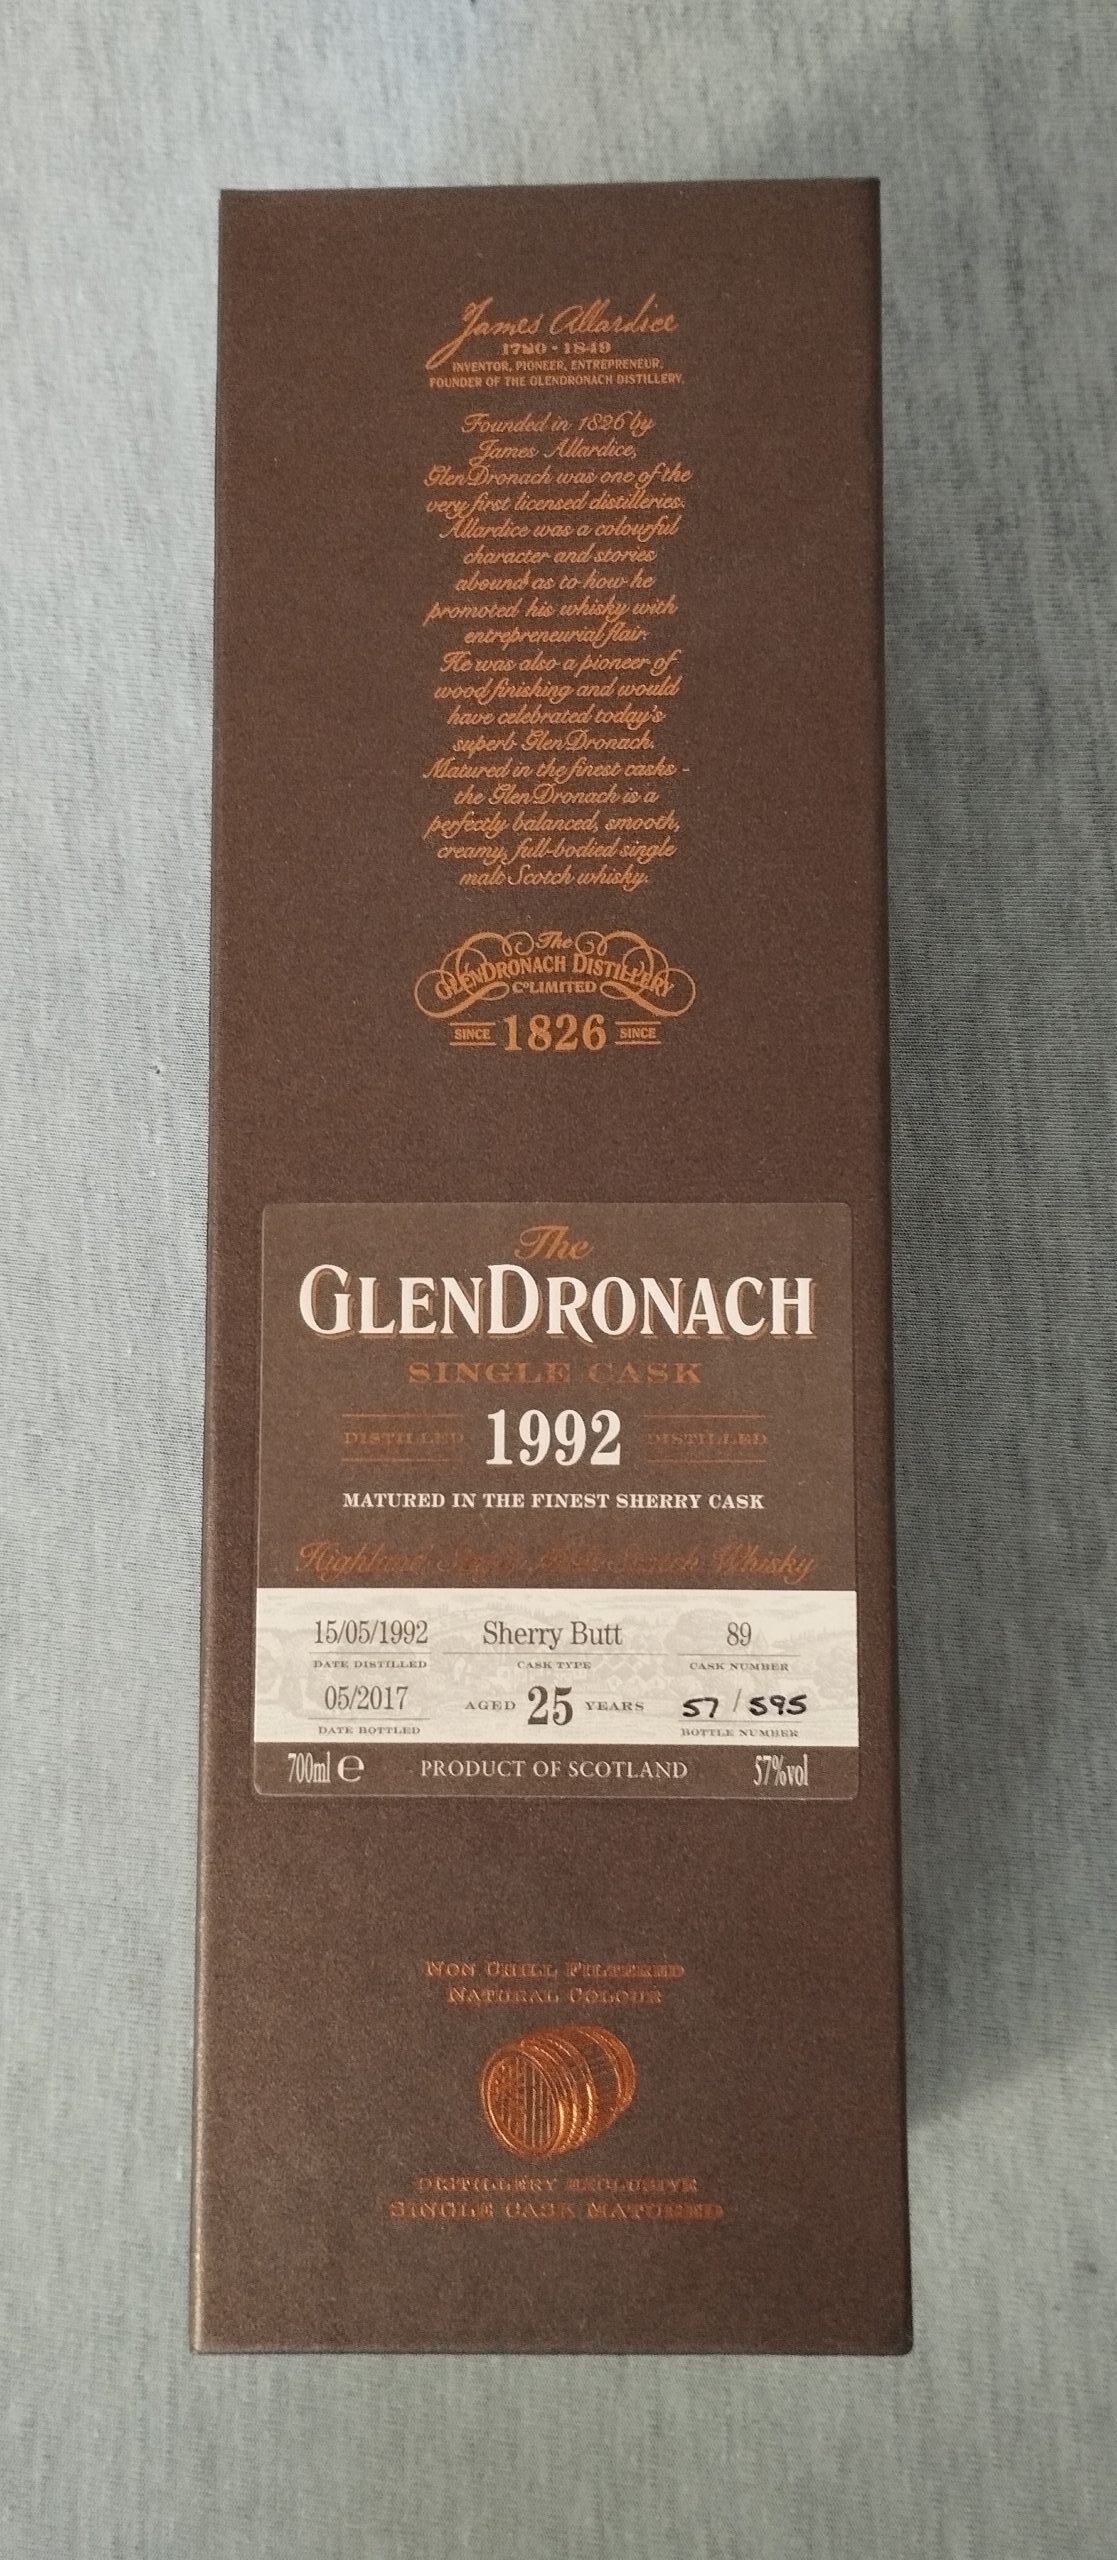 James Allardice
1790 - 1849
INVENTOR, PIONEER, ENTREPRENEUR,
FOUNDER OF THE GLENDRONACH DISTILLERY.
Founded in 1826 by
James Allardice,
GlenDronach was one of the
very first licensed distilleries.
Allardice was a colourful
character and stories
abound as to how he
promoted his whisky with
entrepreneurial flair.
He was also a pioneer of
wood finishing and would
have celebrated today's
superb GlenDronach.
Matured in the finest casks -
the GlenDronach is a
perfectly balanced, smooth,
creamy, full-bodied single
malt Scotch whisky.
The
GLENDRONACH DISTILLERY
Co LIMITED
SINCE 1826 SINCE
The
GLENDRONACH
SINGLE CASK
DISTILLED 1992 DISTILLED
MATURED IN THE FINEST SHERRY CASK
Highland Single Malt Scotch Whisky
15/05/1992 Sherry Butt 89
DATE DISTILLED CASK TYPE CASK NUMBER
05/2017 AGED 25 YEARS 57 / 595
DATE BOTTLED BOTTLE NUMBER
700ml e PRODUCT OF SCOTLAND 57%vol
NON CHILL FILTERED
NATURAL COLOUR
DISTILLERY EXCLUSIVE
SINGLE CASK MATURED